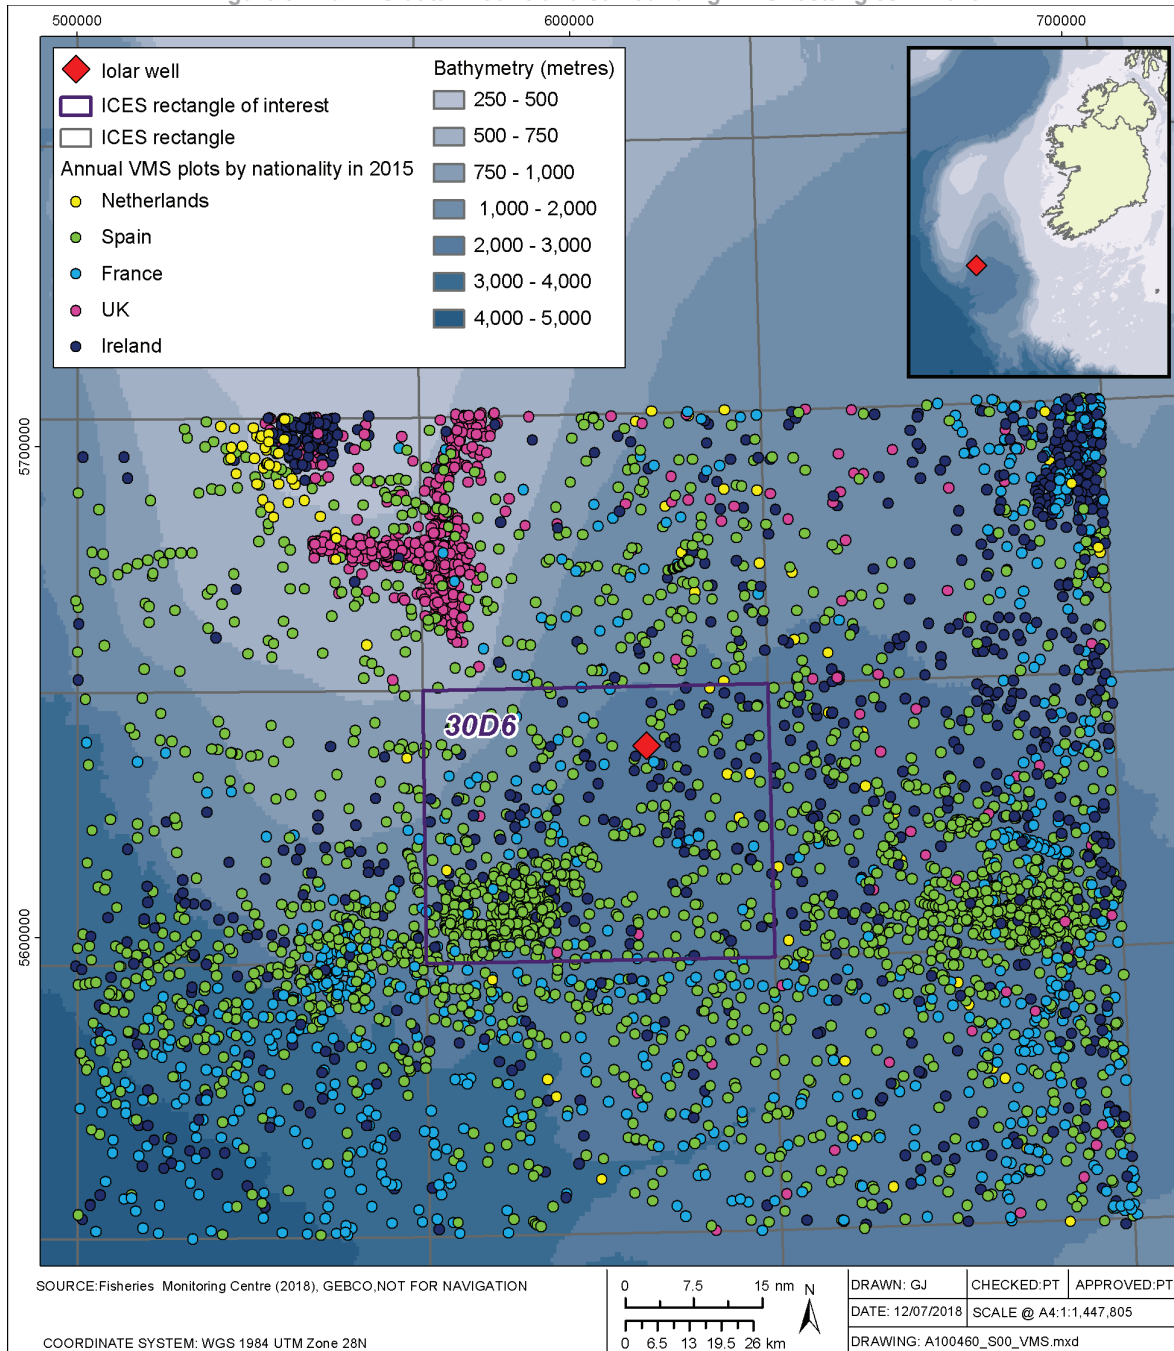 500000
600000
700000
Iolar well
ICES rectangle of interest
ICES rectangle
Annual VMS plots by nationality in 2015
Netherlands
Spain
France
UK
Ireland
Bathymetry (metres)
250 - 500
500 - 750
750 - 1,000
1,000 - 2,000
2,000 - 3,000
3,000 - 4,000
4,000 - 5,000
5700000
30D6
5600000
SOURCE:Fisheries Monitoring Centre (2018), GEBCO,NOT FOR NAVIGATION
COORDINATE SYSTEM: WGS 1984 UTM Zone 28N
0 7.5 15 nm
0 6.5 13 19.5 26 km
N
DRAWN: GJ
CHECKED:PT
APPROVED:PT
DATE: 12/07/2018
SCALE @ A4:1:1,447,805
DRAWING: A100460_S00_VMS.mxd